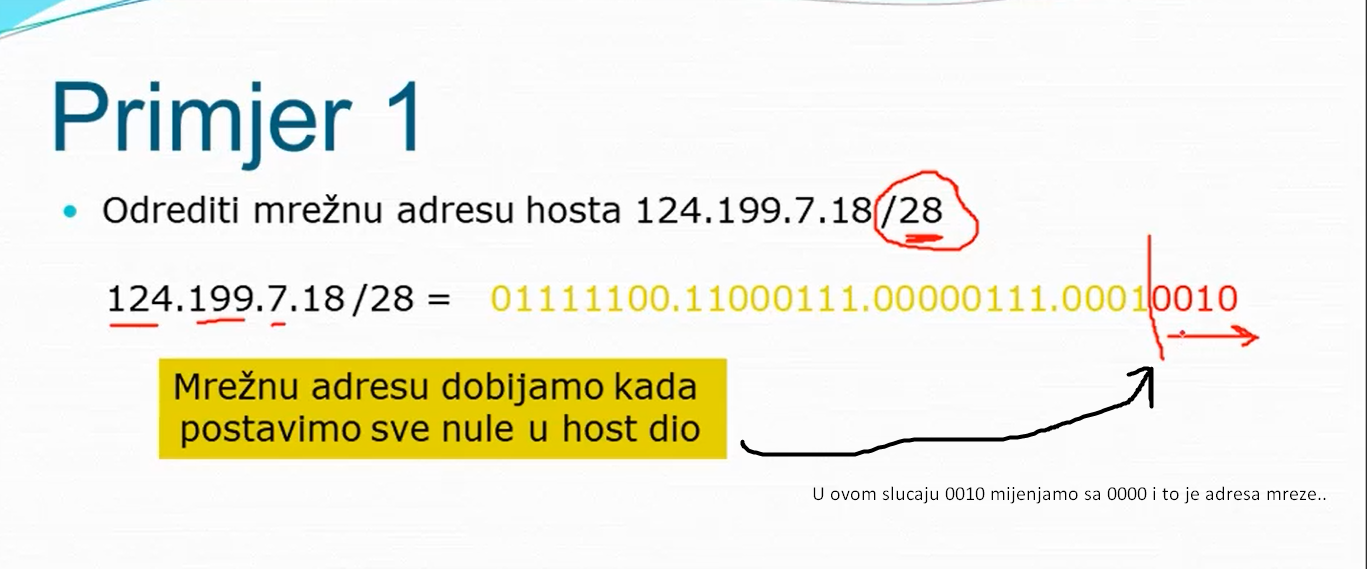 Primjer 1
• Odrediti mrežnu adresu hosta 124.199.7.18/28
124.199.7.18/28 = 01111100.11000111.00000111.00010010
Mrežnu adresu dobijamo kada
postavimo sve nule u host dio
U ovom slucaju 0010 mijenjamo sa 0000 i to je adresa mreze..